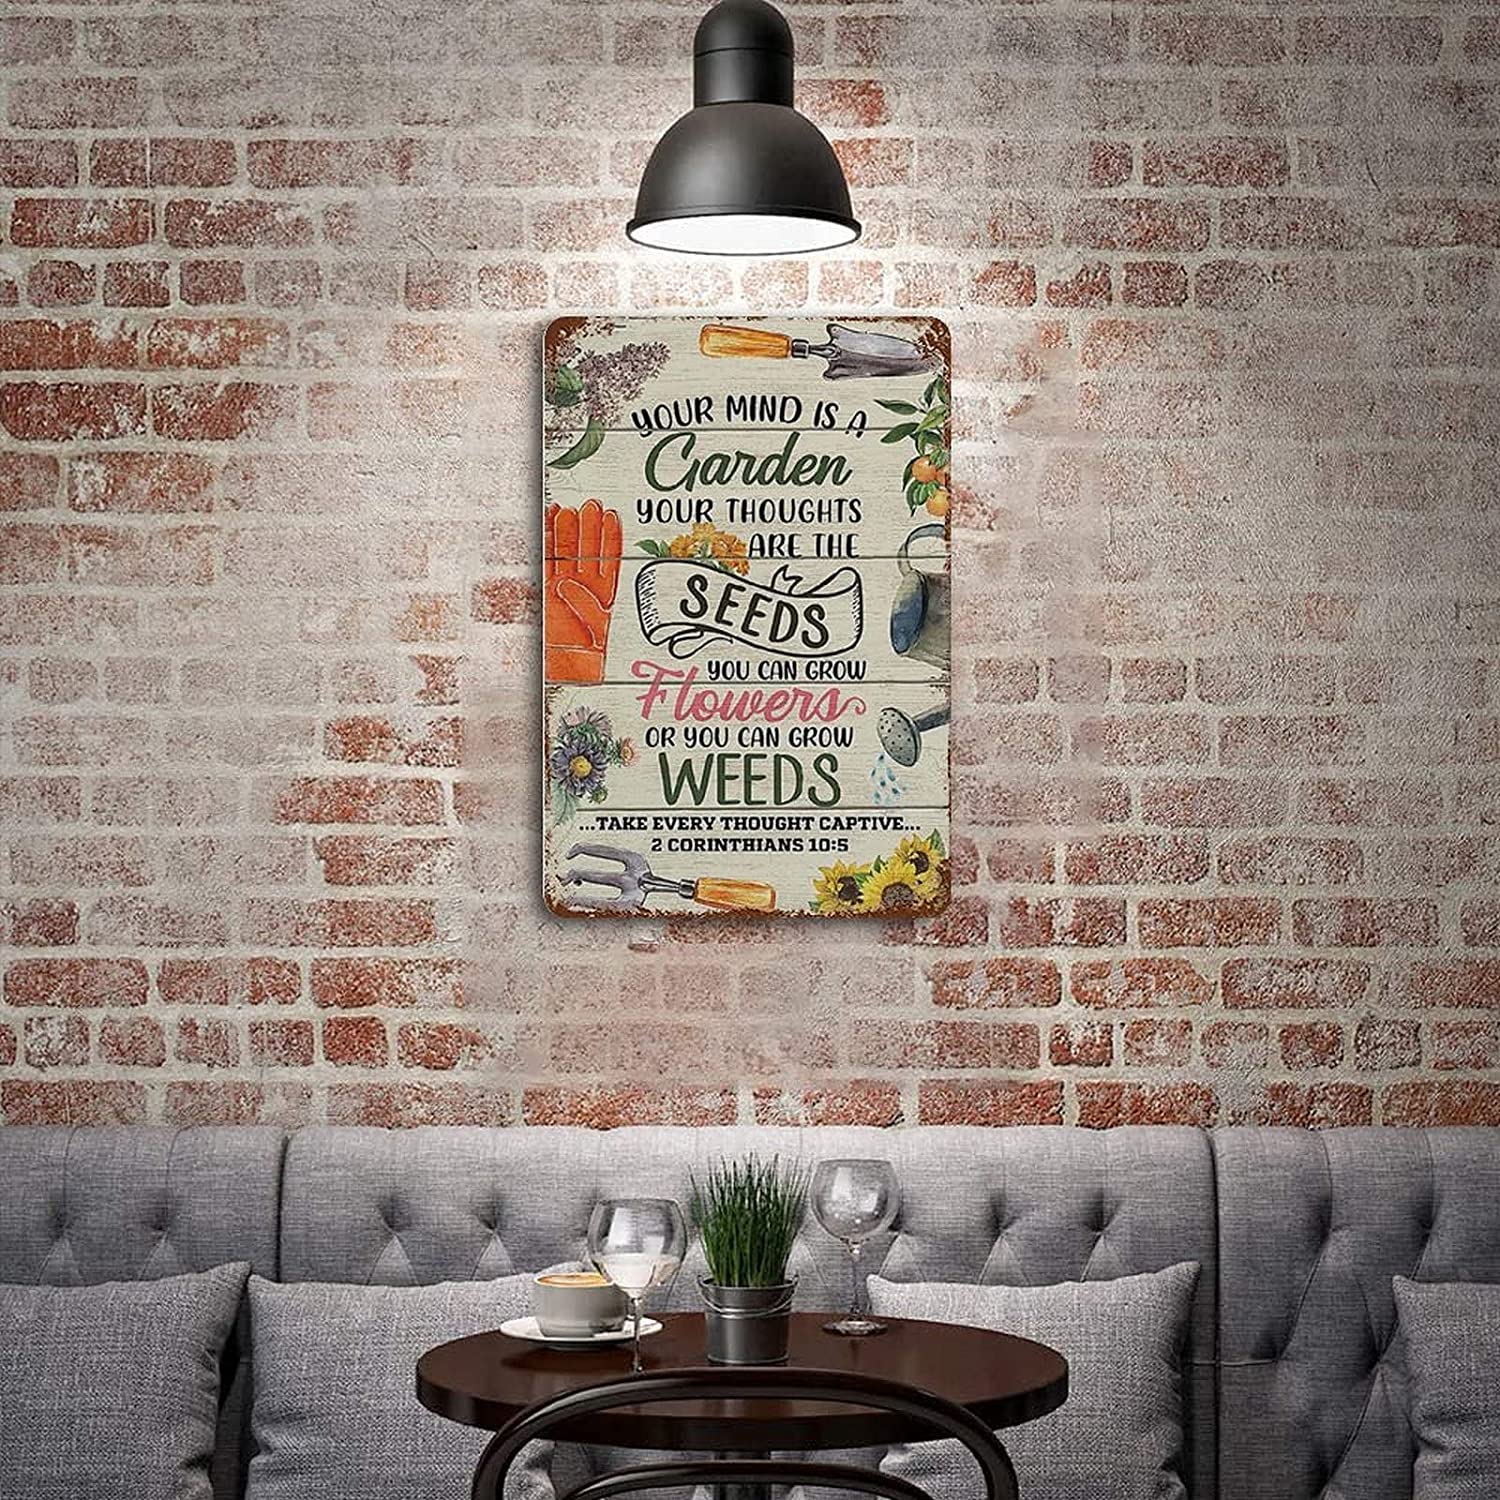 YOUR MIND IS A
Garden
YOUR THOUGHTS
ARE THE
SEEDS
YOU CAN GROW
Flowers
OR YOU CAN GROW
WEEDS
...TAKE EVERY THOUGHT CAPTIVE...
2 CORINTHIANS 10:5